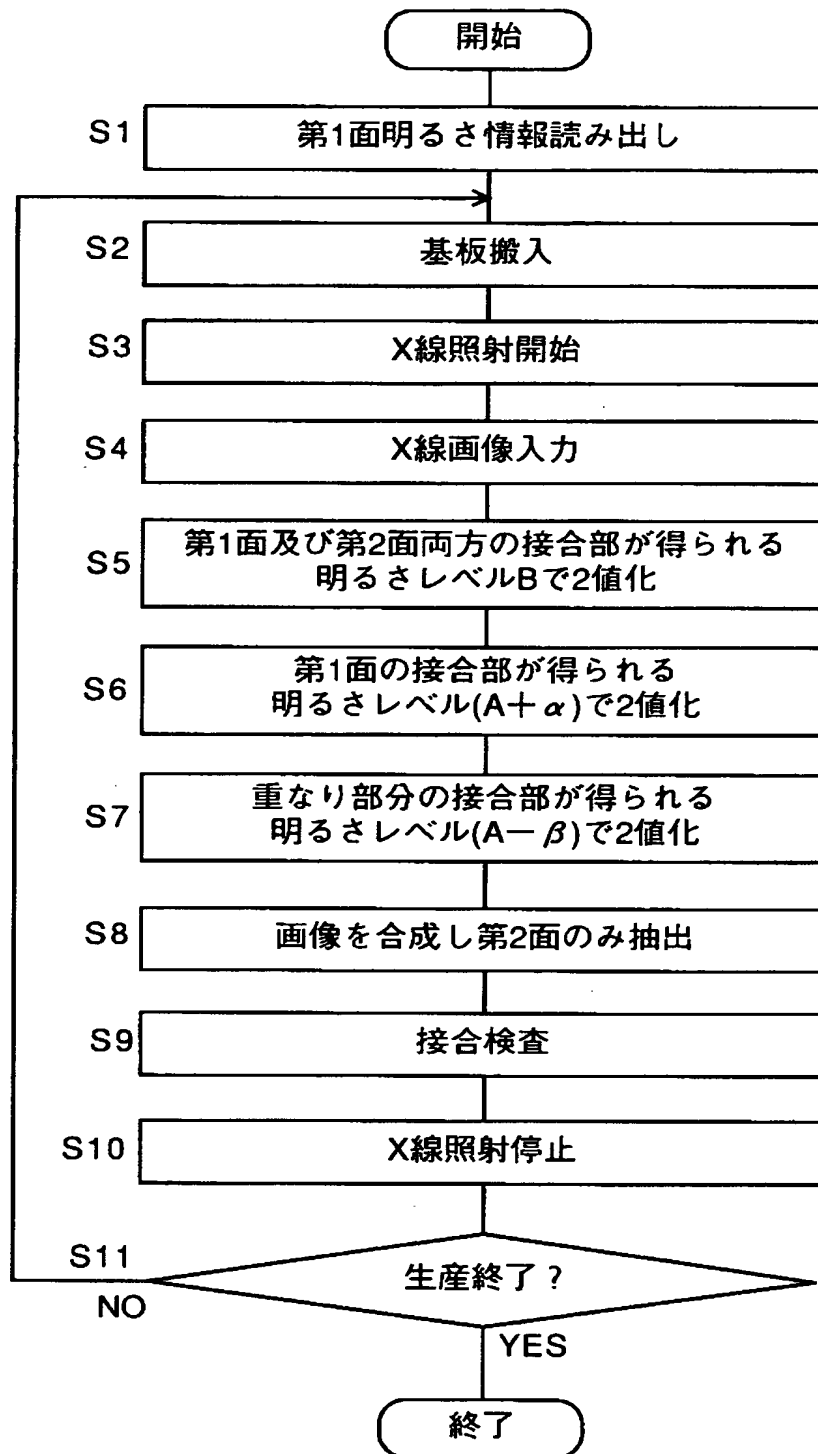 開始
S1
第1面明るさ情報読み出し
S2
基板搬入
S3
X線照射開始
S4
X線画像入力
S5
第1面及び第2面両方の接合部が得られる
明るさレベルBで2値化
S6
第1面の接合部が得られる
明るさレベル(A+α)で2値化
S7
重なり部分の接合部が得られる
明るさレベル(A−β)で2値化
S8
画像を合成し第2面のみ抽出
S9
接合検査
S10
X線照射停止
S11
生産終了?
NO
YES
終了